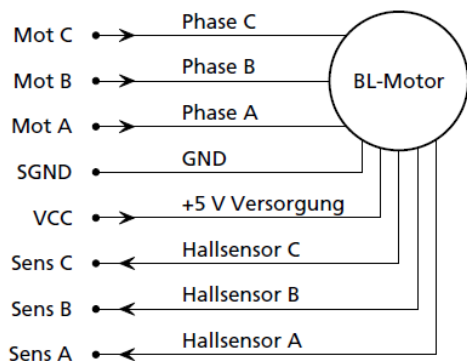 Mot C Phase C
Mot B Phase B BL-Motor
Mot A Phase A
SGND GND
VCC +5 V Versorgung
Sens C Hallsensor C
Sens B Hallsensor B
Sens A Hallsensor A